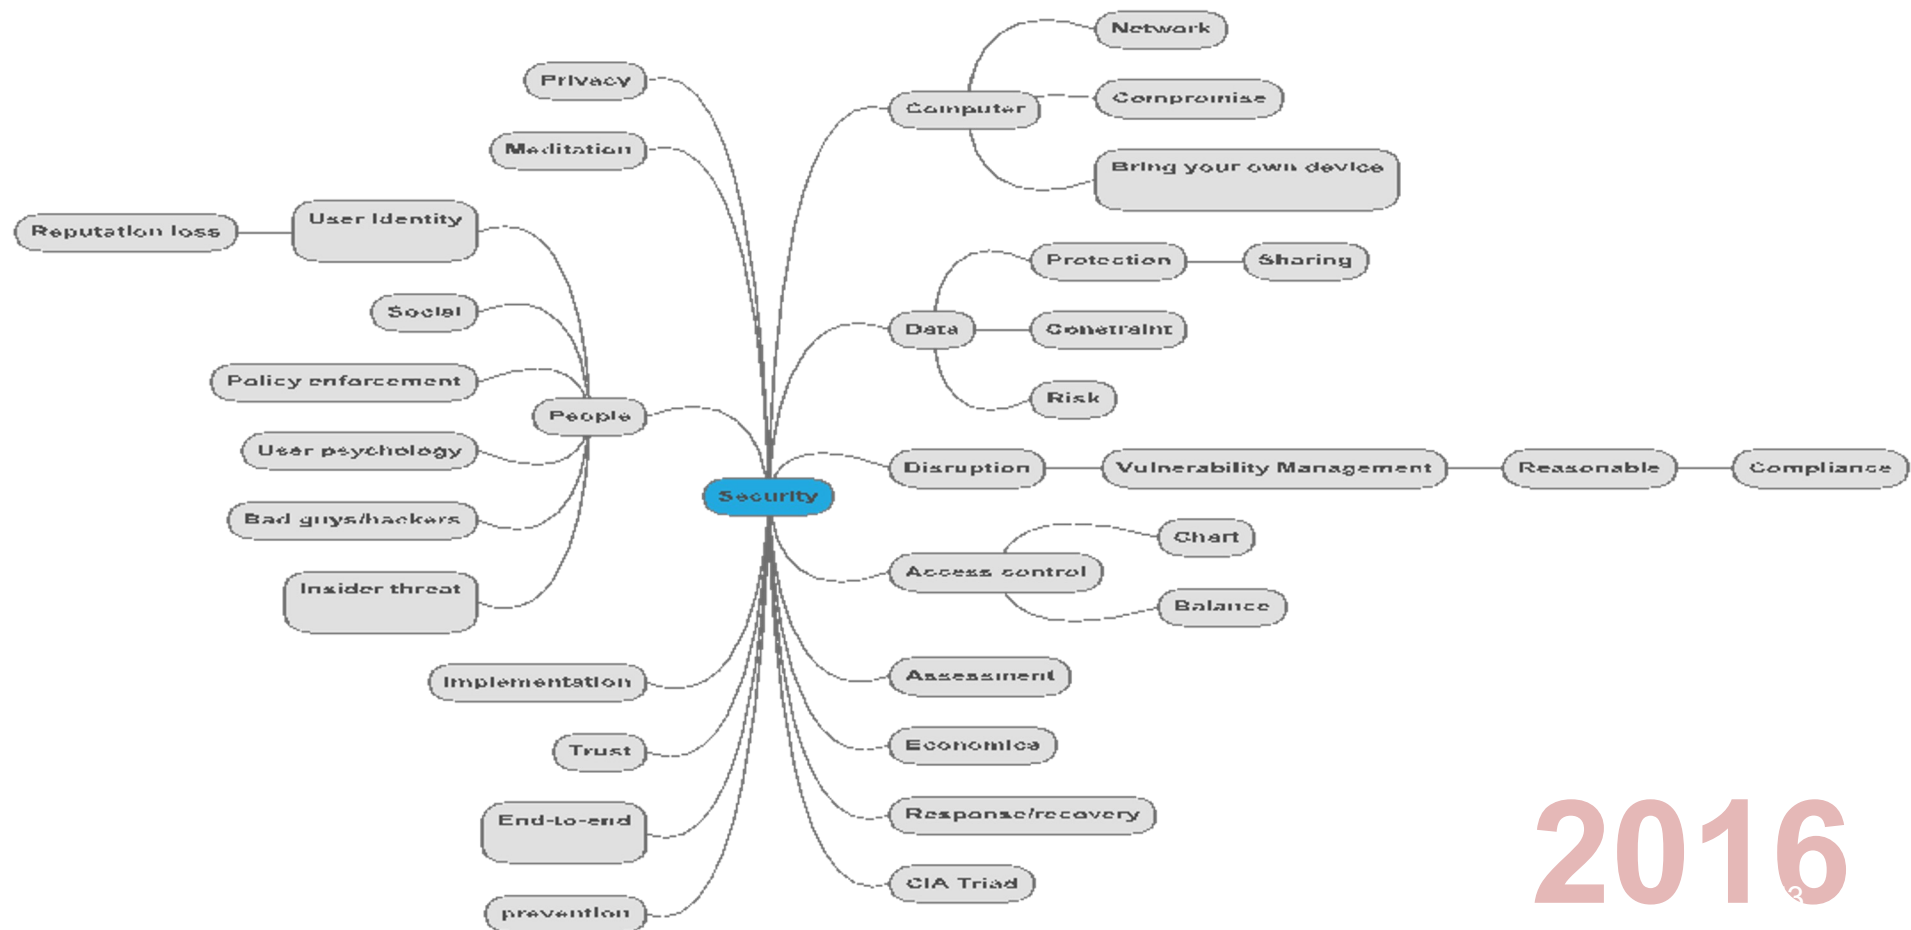 Network
Privacy
Compromise
Computer
Meditation
Bring your own device
User Identity
Reputation loss
Protection
Sharing
Social
Data
Constraint
Policy enforcement
Risk
People
User psychology
Disruption
Vulnerability Management
Reasonable
Compliance
Security
Bad guys/hackers
Chart
Access control
Insider threat
Balance
Implementation
Assessment
Trust
Economics
End-to-end
Response/recovery
CIA Triad
prevention
2016
3